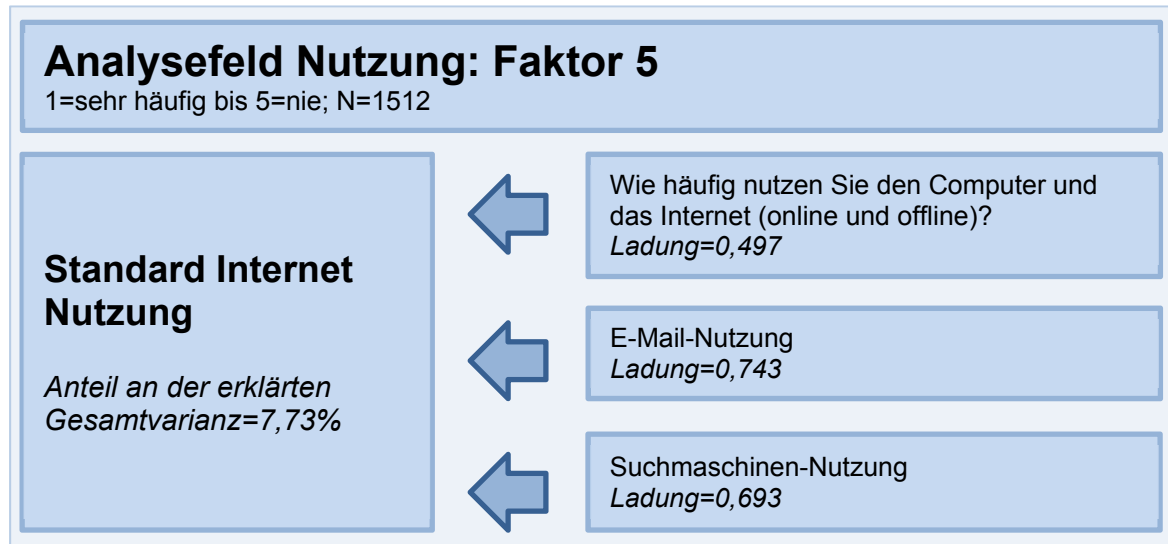 Analysefeld Nutzung: Faktor 5
1=sehr häufig bis 5=nie; N=1512
Standard Internet
Nutzung
Anteil an der erklärten
Gesamtvarianz=7,73%
Wie häufig nutzen Sie den Computer und
das Internet (online und offline)?
Ladung=0,497
E-Mail-Nutzung
Ladung=0,743
Suchmaschinen-Nutzung
Ladung=0,693